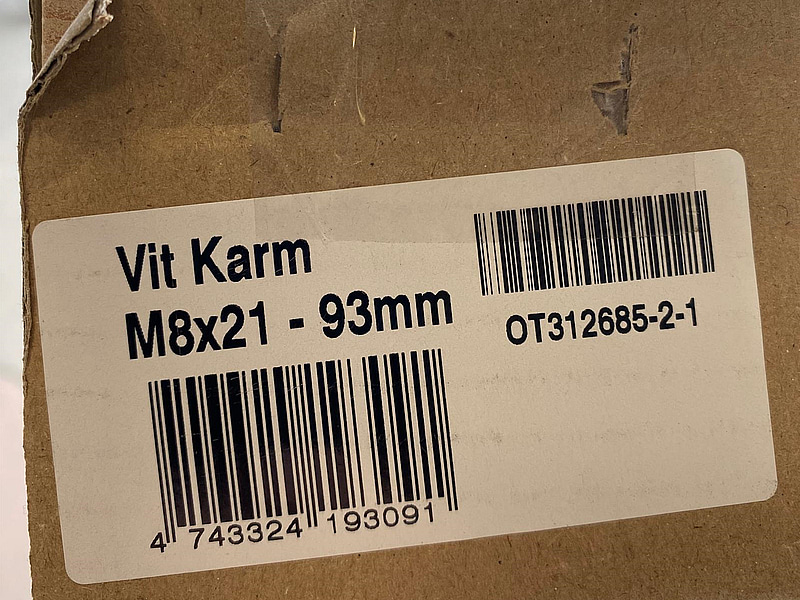 Vit Karm
M8x21 - 93mm
4 743324 193091
OT312685-2-1